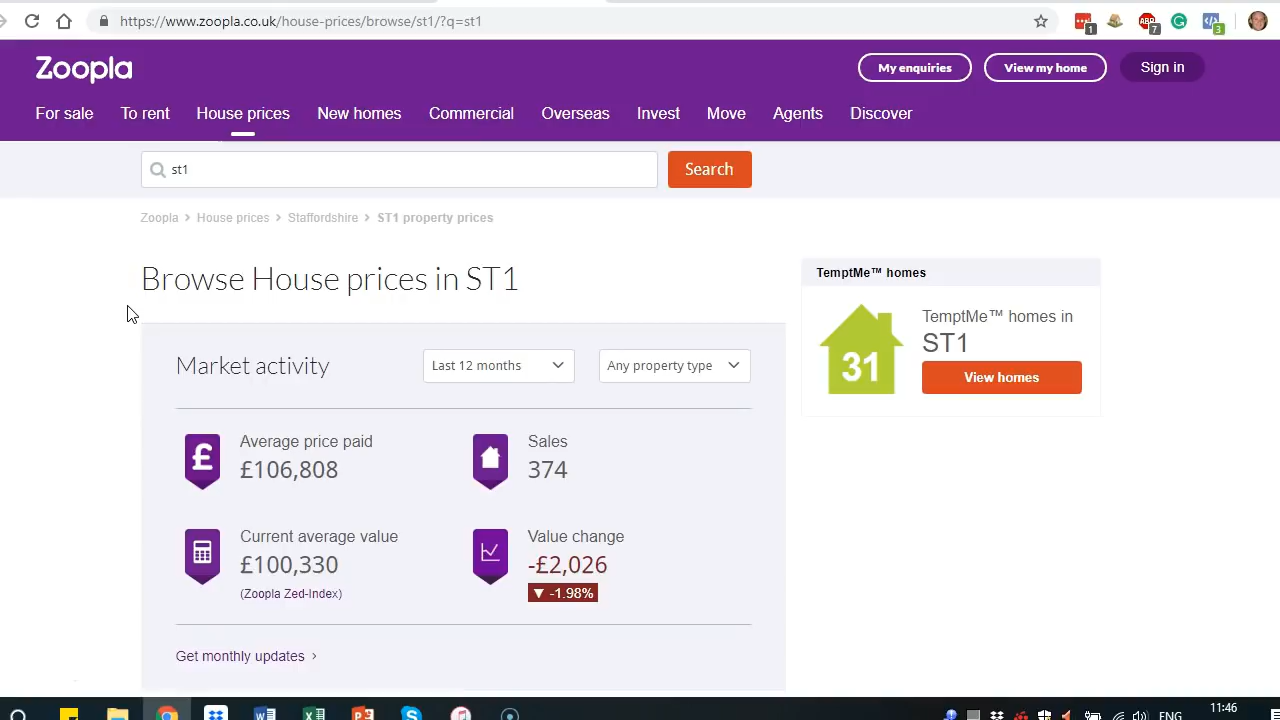 https://www.zoopla.co.uk/house-prices/browse/st1/?q=st1
1
ABP
7
3
Zoopla
My enquiries
View my home
Sign in
For sale
To rent
House prices
New homes
Commercial
Overseas
Invest
Move
Agents
Discover
st1
Search
Zoopla > House prices > Staffordshire > ST1 property prices
Browse House prices in ST1
TemptMe™ homes
31
TemptMe™ homes in
ST1
View homes
Market activity
Last 12 months
Any property type
£
Average price paid
£106,808
Sales
374
Current average value
£100,330
(Zoopla Zed-Index)
Value change
-£2,026
▼ -1.98%
Get monthly updates >
ENG
11:46